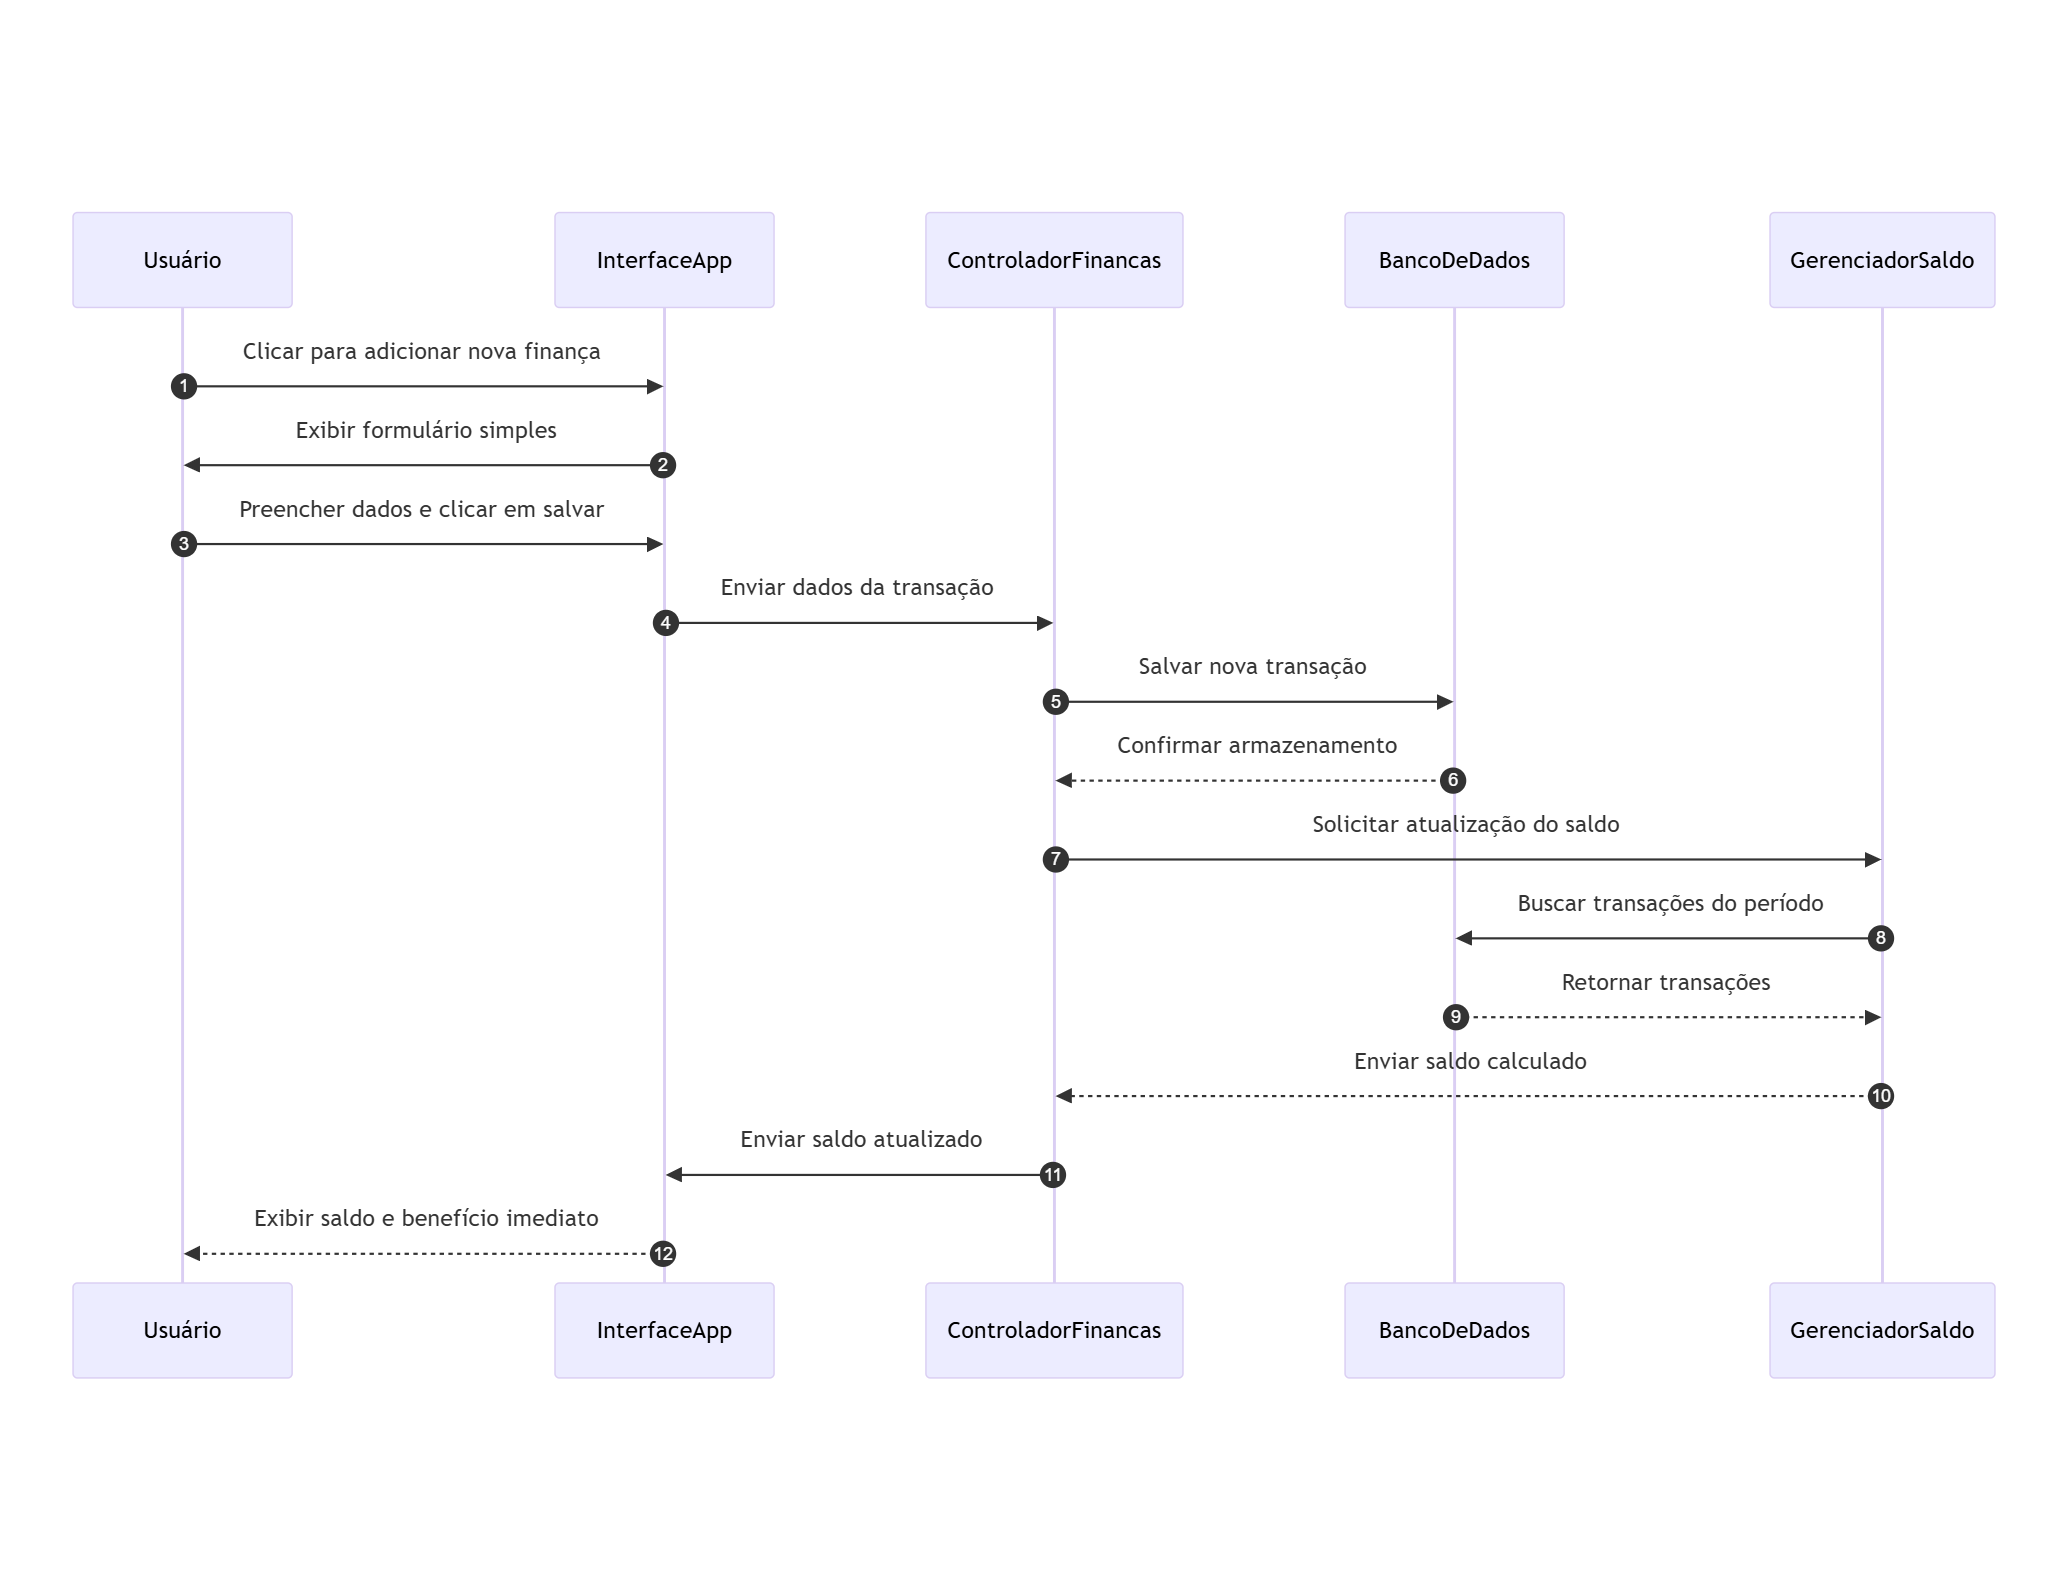 Usuário
InterfaceApp
ControladorFinancas
BancoDeDados
GerenciadorSaldo
Clicar para adicionar nova finança
1
Exibir formulário simples
2
Preencher dados e clicar em salvar
3
Enviar dados da transação
4
Salvar nova transação
5
Confirmar armazenamento
6
Solicitar atualização do saldo
7
Buscar transações do período
8
Retornar transações
9
Enviar saldo calculado
10
Enviar saldo atualizado
11
Exibir saldo e benefício imediato
12
Usuário
InterfaceApp
ControladorFinancas
BancoDeDados
GerenciadorSaldo